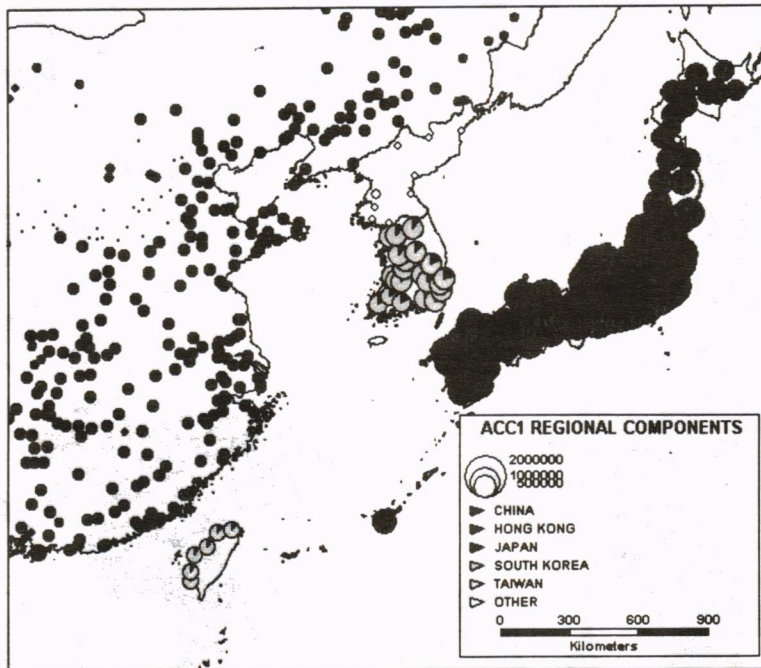 ACC1 REGIONAL COMPONENTS
2000000
1000000
500000
CHINA
HONG KONG
JAPAN
SOUTH KOREA
TAIWAN
OTHER
0 300 600 900
Kilometers